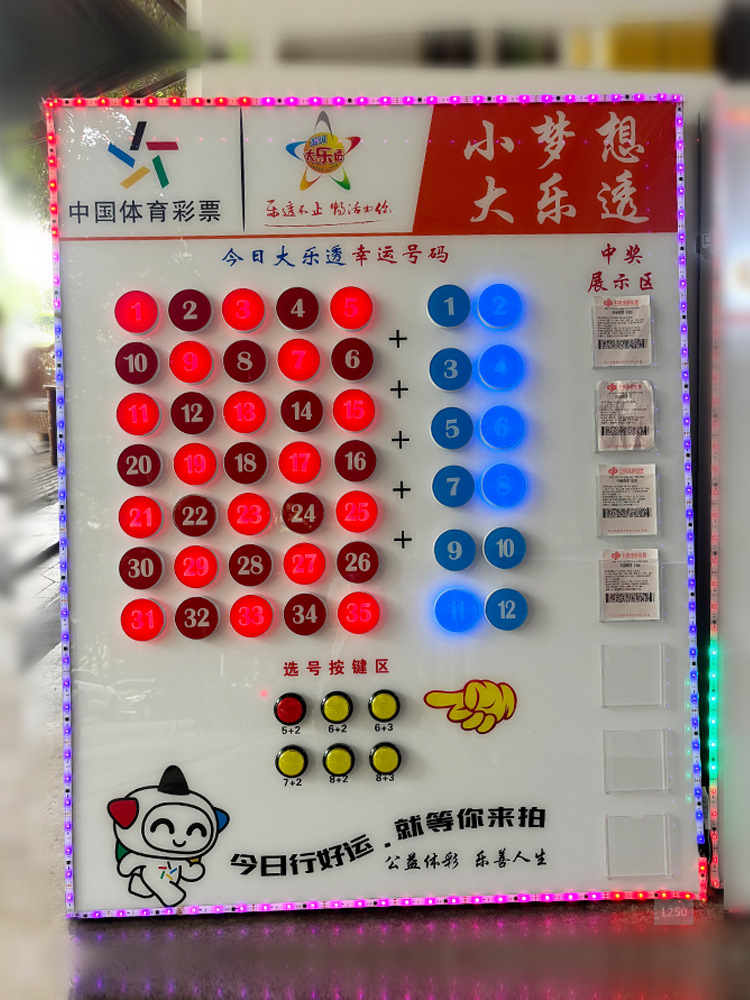 中国体育彩票
超级
大乐透
乐透不止 畅活由你
小梦想
大乐透
今日大乐透幸运号码
中奖
展示区
1 2 3 4 5
10 9 8 7 6
11 12 13 14 15
20 19 18 17 16
21 22 23 24 25
30 29 28 27 26
31 32 33 34 35
+
+
+
+
+
1 2
3 4
5 6
7 8
9 10
11 12
选号按键区
5+2 6+2 6+3
7+2 8+2 8+3
今日行好运.就等你来拍
公益体彩 乐善人生
1250